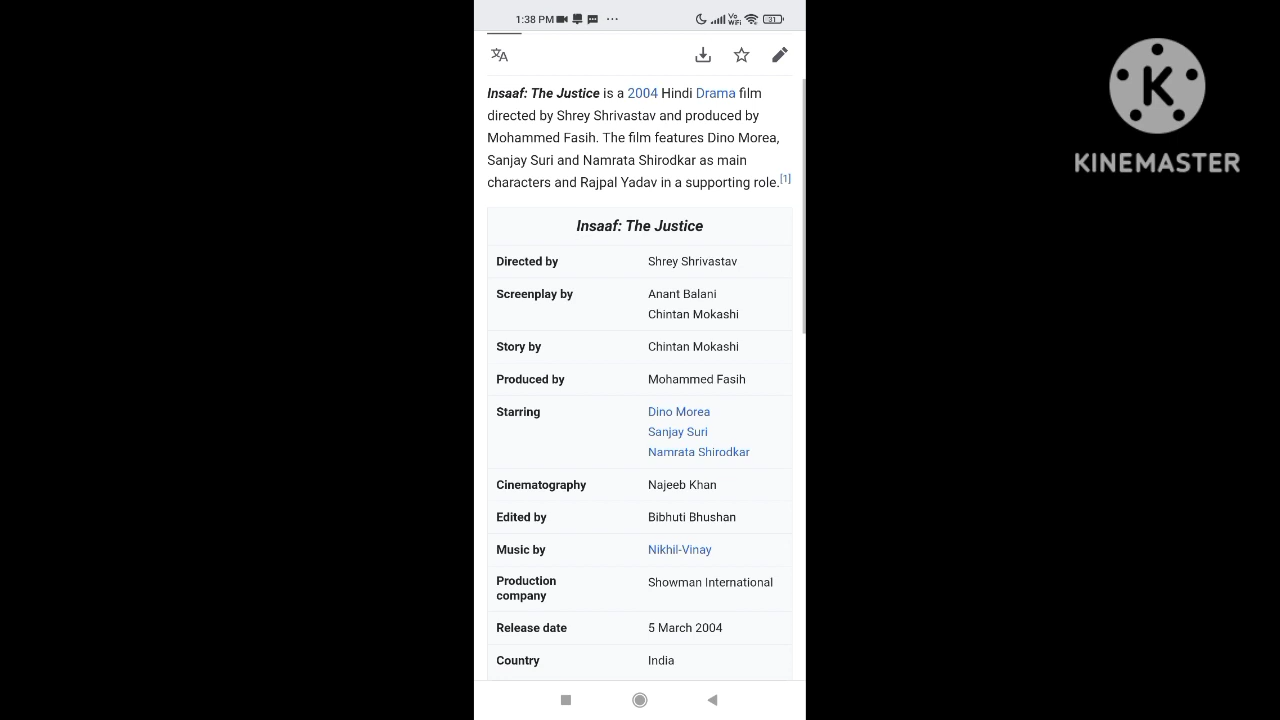 1:38 PM
Vo
WiFi
31
Insaaf: The Justice is a 2004 Hindi Drama film
directed by Shrey Shrivastav and produced by
Mohammed Fasih. The film features Dino Morea,
Sanjay Suri and Namrata Shirodkar as main
characters and Rajpal Yadav in a supporting role.[1]
Insaaf: The Justice
Directed by Shrey Shrivastav
Screenplay by Anant Balani
Chintan Mokashi
Story by Chintan Mokashi
Produced by Mohammed Fasih
Starring Dino Morea
Sanjay Suri
Namrata Shirodkar
Cinematography Najeeb Khan
Edited by Bibhuti Bhushan
Music by Nikhil-Vinay
Production
company Showman International
Release date 5 March 2004
Country India
K
KINEMASTER